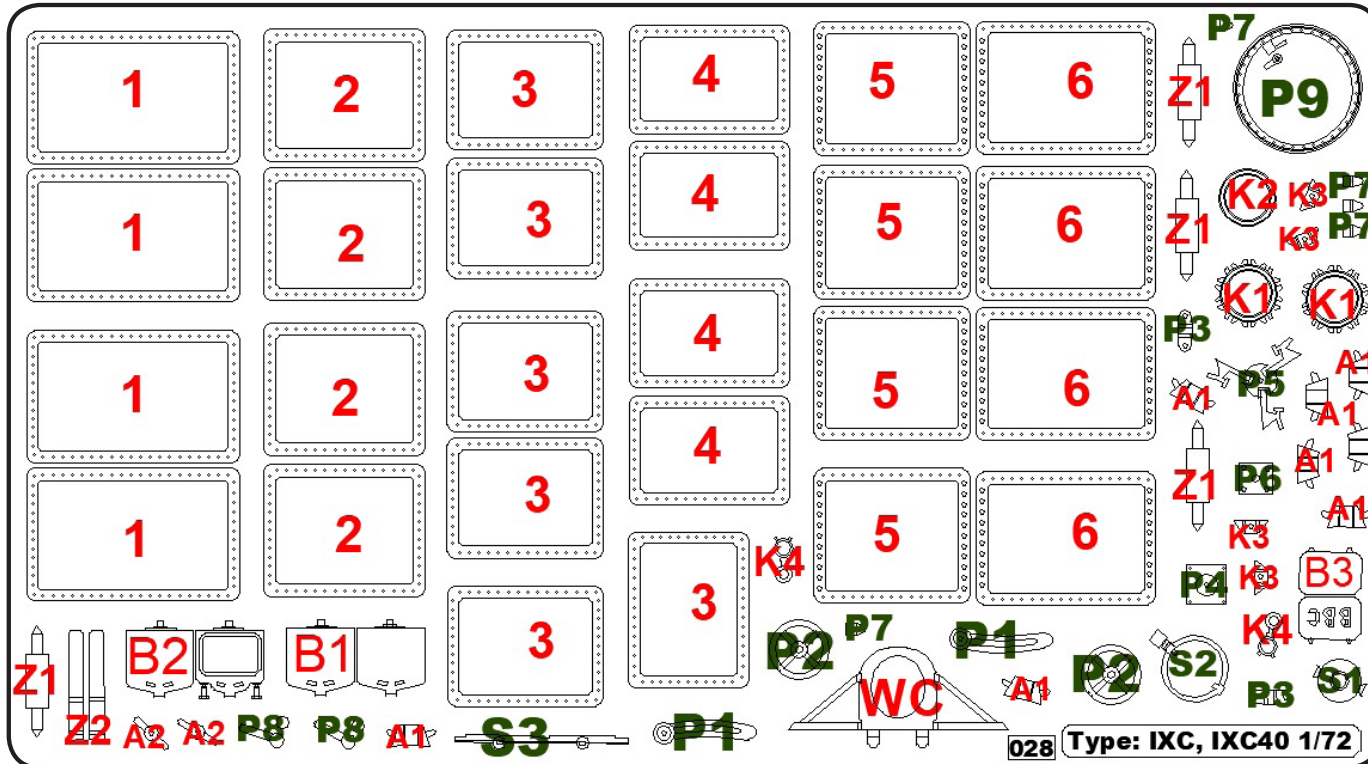 P7
1 2 3 4 5 6 Z1 P9
1 2 3 4 5 6 Z1 K2 K3 P7
K3 P7
K1 K1
P3
1 2 3 4 5 6 A1 P5 A1
A1
1 2 3 4 5 6 Z1 P6 A1
A1
K3
K4 P4 K3 B3
BBC
3 3 P7 P1 K4
Z1 B2 B1 P2 WC A1 P2 S2 P3 S1
Z2 A2 A2 P8 P8 A1 S3 P1
028 Type: IXC, IXC40 1/72